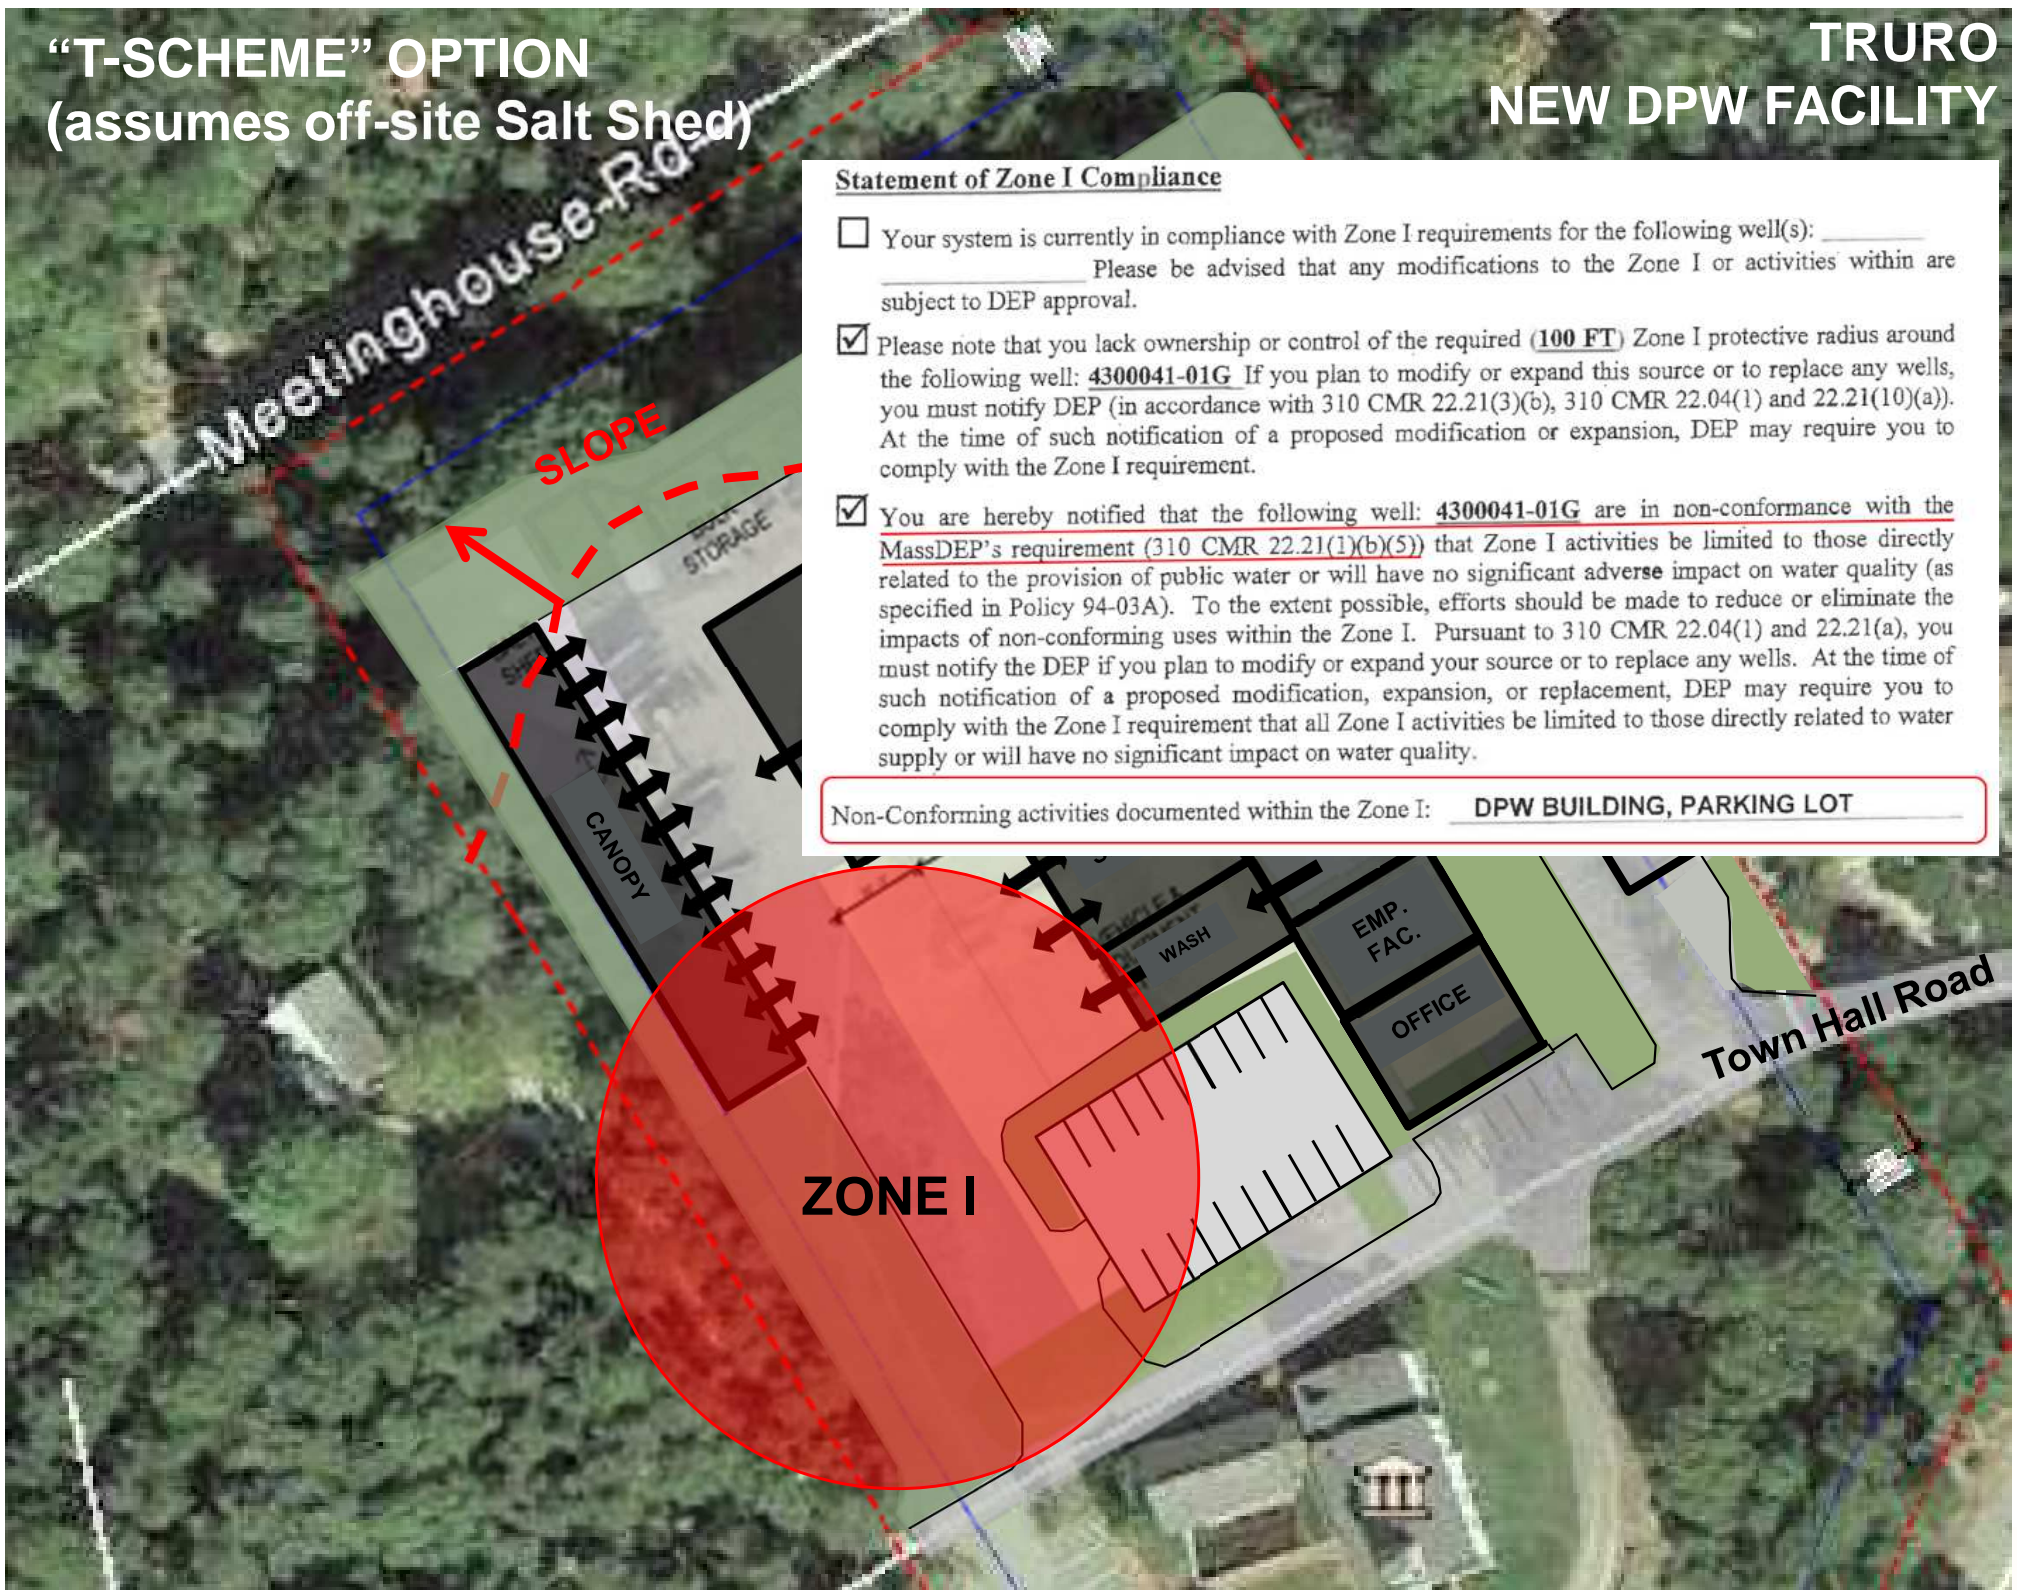 “T-SCHEME” OPTION
(assumes off-site Salt Shed)
TRURO
NEW DPW FACILITY
Meetinghouse Rd
Statement of Zone I Compliance
Your system is currently in compliance with Zone I requirements for the following well(s): ________
________________ Please be advised that any modifications to the Zone I or activities within are
subject to DEP approval.
Please note that you lack ownership or control of the required (100 FT) Zone I protective radius around
the following well: 4300041-01G If you plan to modify or expand this source or to replace any wells,
you must notify DEP (in accordance with 310 CMR 22.21(3)(b), 310 CMR 22.04(1) and 22.21(10)(a)).
At the time of such notification of a proposed modification or expansion, DEP may require you to
comply with the Zone I requirement.
You are hereby notified that the following well: 4300041-01G are in non-conformance with the
MassDEP's requirement (310 CMR 22.21(1)(b)(5)) that Zone I activities be limited to those directly
related to the provision of public water or will have no significant adverse impact on water quality (as
specified in Policy 94-03A). To the extent possible, efforts should be made to reduce or eliminate the
impacts of non-conforming uses within the Zone I. Pursuant to 310 CMR 22.04(1) and 22.21(a), you
must notify the DEP if you plan to modify or expand your source or to replace any wells. At the time of
such notification of a proposed modification, expansion, or replacement, DEP may require you to
comply with the Zone I requirement that all Zone I activities be limited to those directly related to water
supply or will have no significant impact on water quality.
Non-Conforming activities documented within the Zone I: DPW BUILDING, PARKING LOT
SLOPE
STORAGE
CANOPY
VEHICLE &
WASH
EMP.
FAC.
OFFICE
Town Hall Road
ZONE I